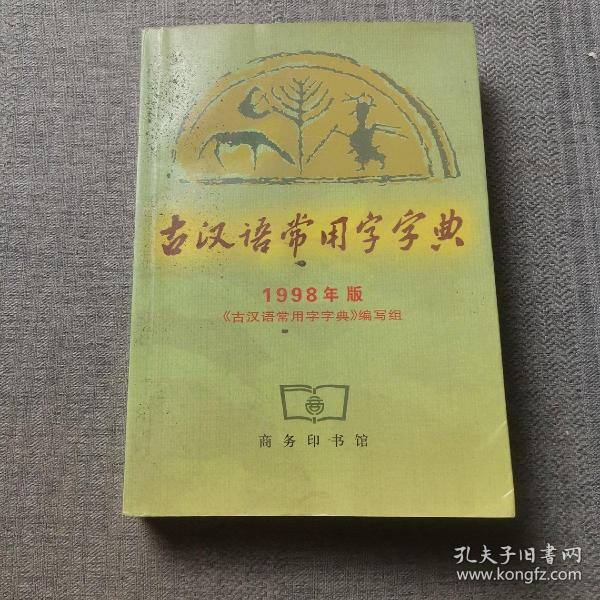 古汉语常用字字典
1998年版
《古汉语常用字字典》编写组
商务印书馆
孔夫子旧书网
www.kongfz.com